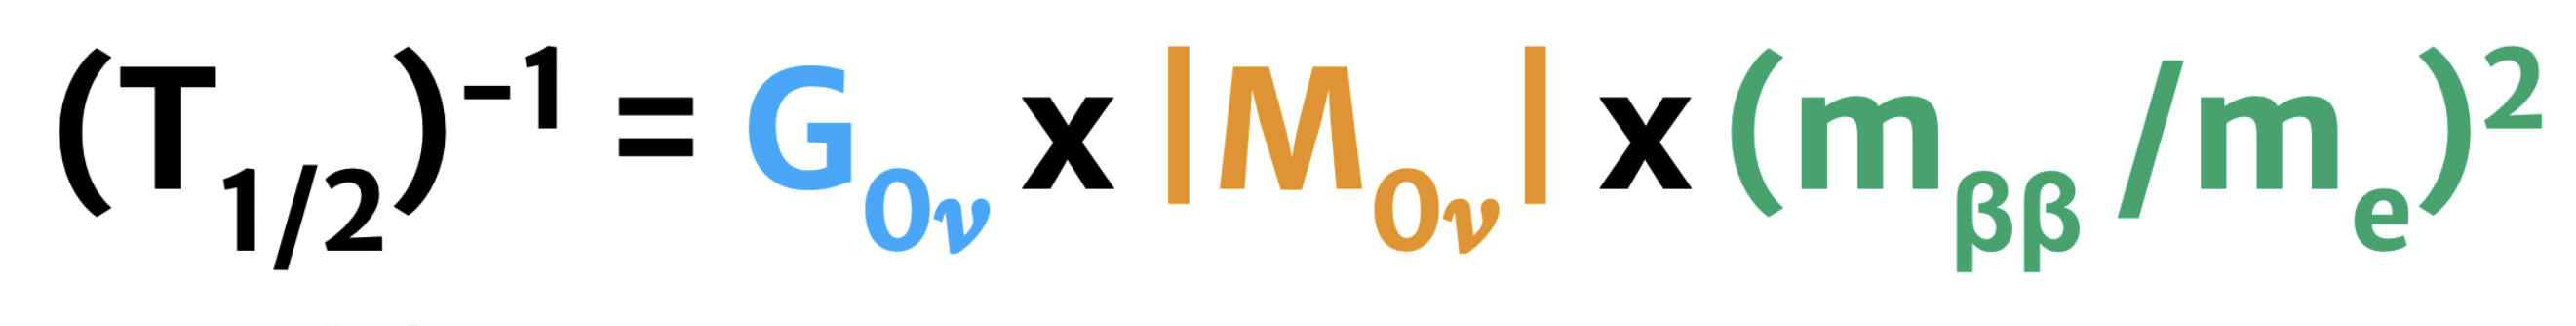 (T1/2)−1 = G0ν x |M0ν| x (mββ/me)2